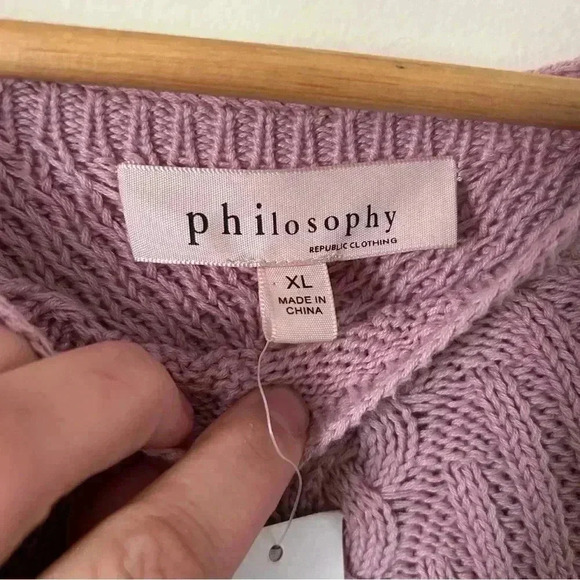 philosophy
REPUBLIC CLOTHING
XL
MADE IN
CHINA